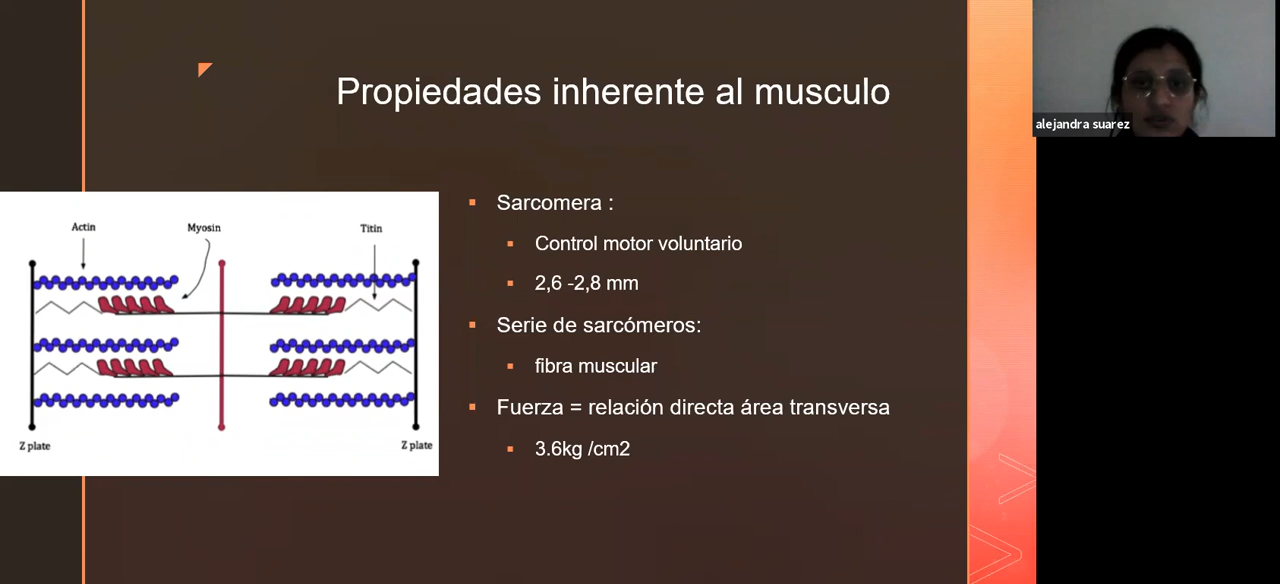 Propiedades inherente al musculo
alejandra suarez
Actin
Myosin
Titin
Z plate
Z plate
Sarcomera :
Control motor voluntario
2,6 -2,8 mm
Serie de sarcómeros:
fibra muscular
Fuerza = relación directa área transversa
3.6kg /cm2